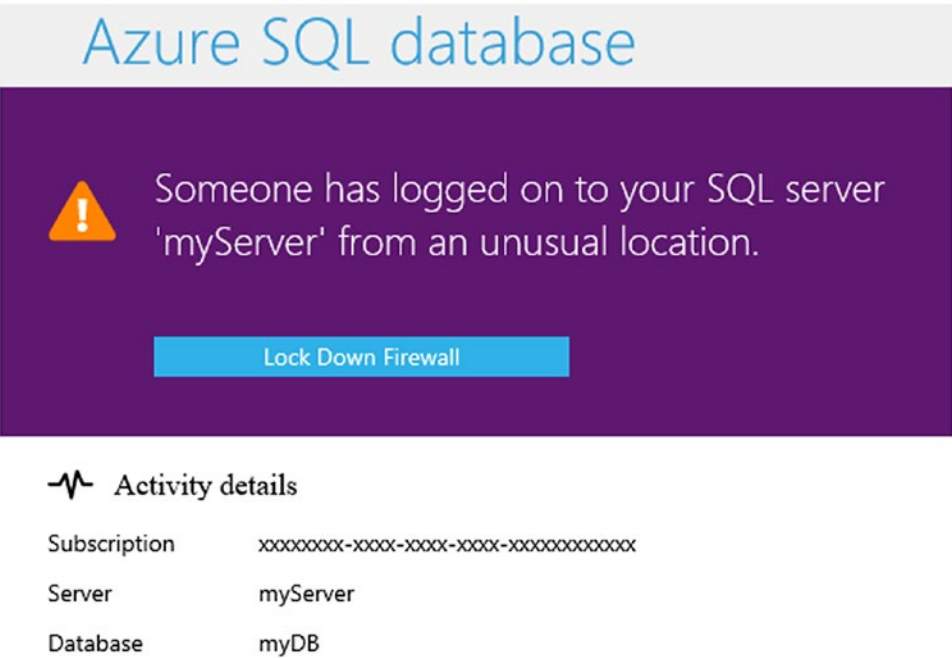 Azure SQL database
Someone has logged on to your SQL server
'myServer' from an unusual location.
Lock Down Firewall
Activity details
Subscription xxxxxxxx-xxxx-xxxx-xxxx-xxxxxxxxxxxx
Server myServer
Database myDB